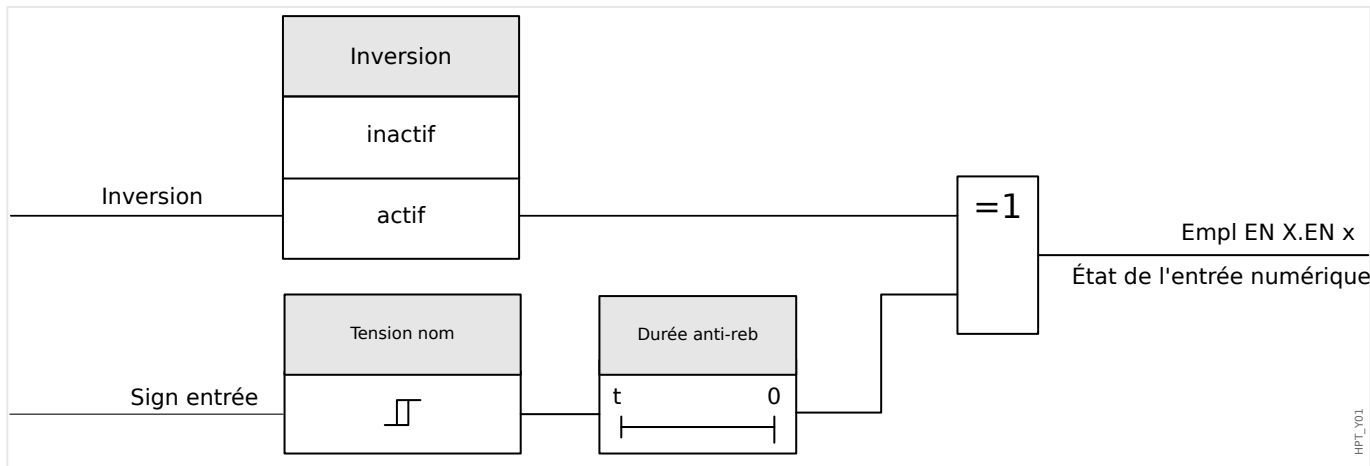 Inversion
inactif
Inversion
actif
=1
Empl EN X.EN x
État de l'entrée numérique
Tension nom
Durée anti-reb
Sign entrée
t
0
HPT_Y01